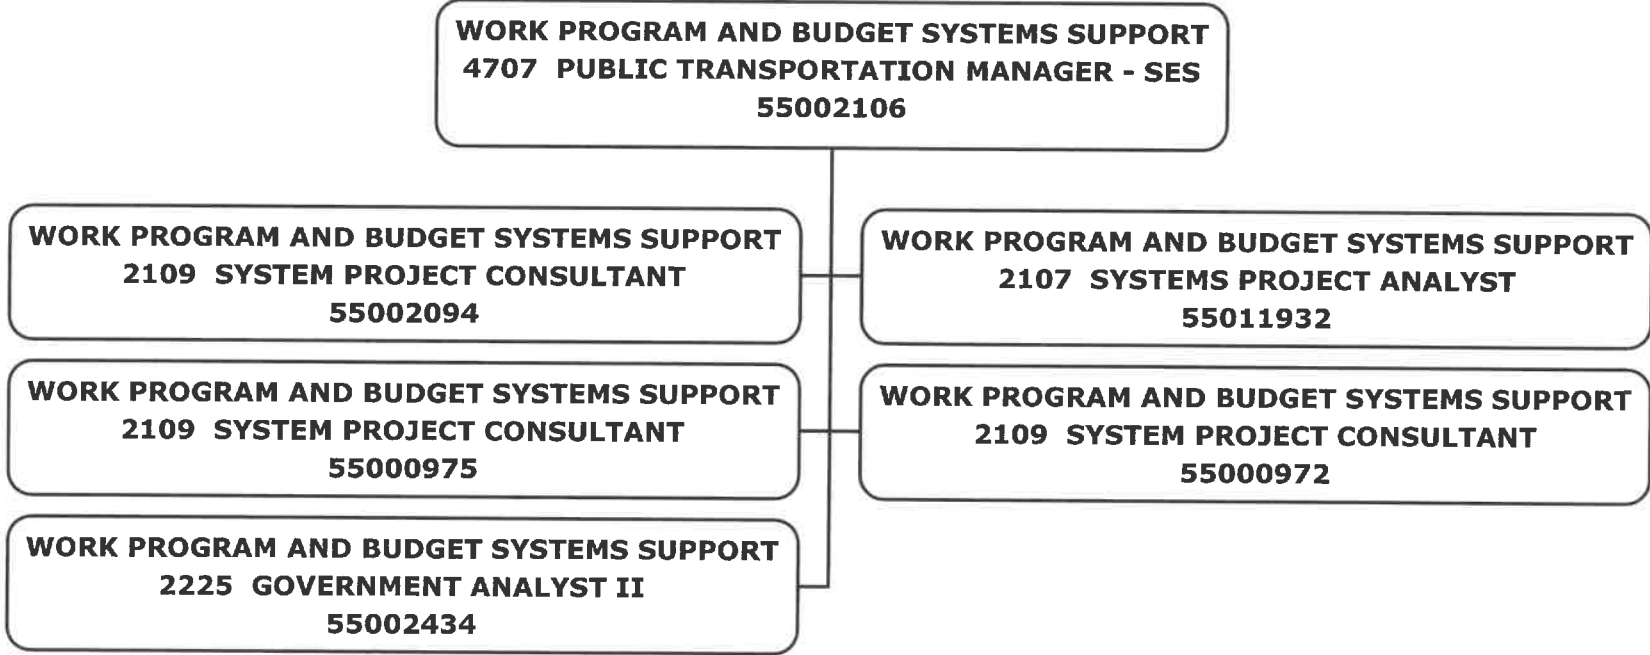 WORK PROGRAM AND BUDGET SYSTEMS SUPPORT
4707 PUBLIC TRANSPORTATION MANAGER - SES
55002106
WORK PROGRAM AND BUDGET SYSTEMS SUPPORT
2109 SYSTEM PROJECT CONSULTANT
55002094
WORK PROGRAM AND BUDGET SYSTEMS SUPPORT
2107 SYSTEMS PROJECT ANALYST
55011932
WORK PROGRAM AND BUDGET SYSTEMS SUPPORT
2109 SYSTEM PROJECT CONSULTANT
55000975
WORK PROGRAM AND BUDGET SYSTEMS SUPPORT
2109 SYSTEM PROJECT CONSULTANT
55000972
WORK PROGRAM AND BUDGET SYSTEMS SUPPORT
2225 GOVERNMENT ANALYST II
55002434